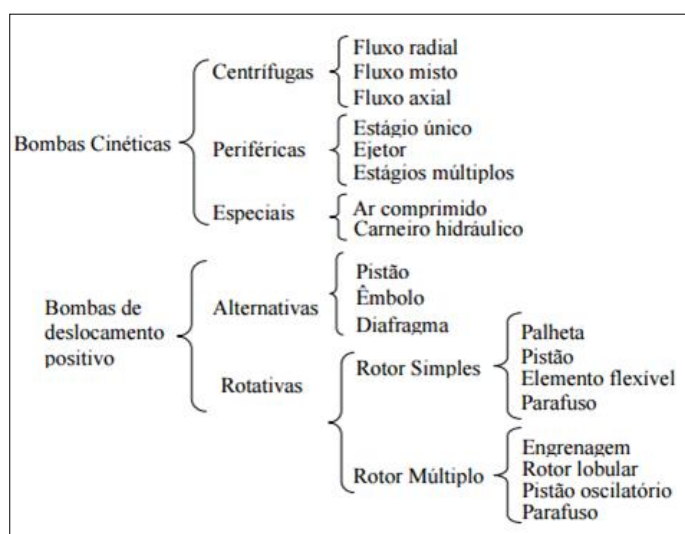 Bombas Cinéticas
Centrífugas
Fluxo radial
Fluxo misto
Fluxo axial
Periféricas
Estágio único
Ejetor
Estágios múltiplos
Especiais
Ar comprimido
Carneiro hidráulico
Bombas de
deslocamento
positivo
Alternativas
Pistão
Êmbolo
Diafragma
Rotativas
Rotor Simples
Palheta
Pistão
Elemento flexível
Parafuso
Rotor Múltiplo
Engrenagem
Rotor lobular
Pistão oscilatório
Parafuso